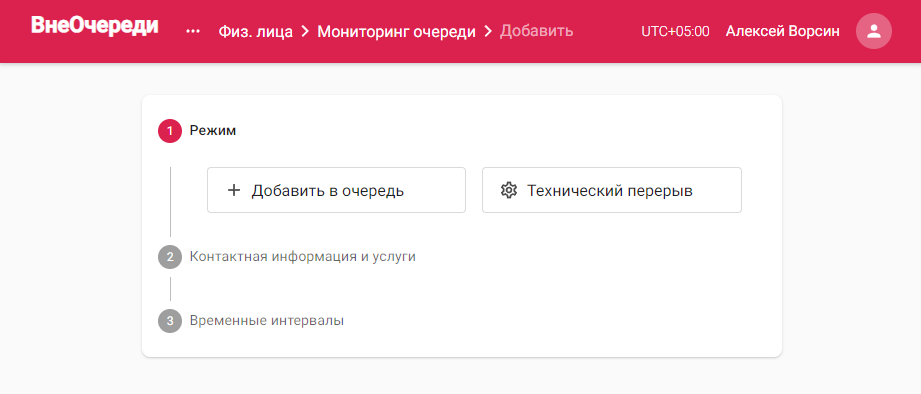 ВнеОчереди ••• Физ. лица > Мониторинг очереди > Добавить UTC+05:00 Алексей Ворсин
1 Режим
+ Добавить в очередь Технический перерыв
2 Контактная информация и услуги
3 Временные интервалы